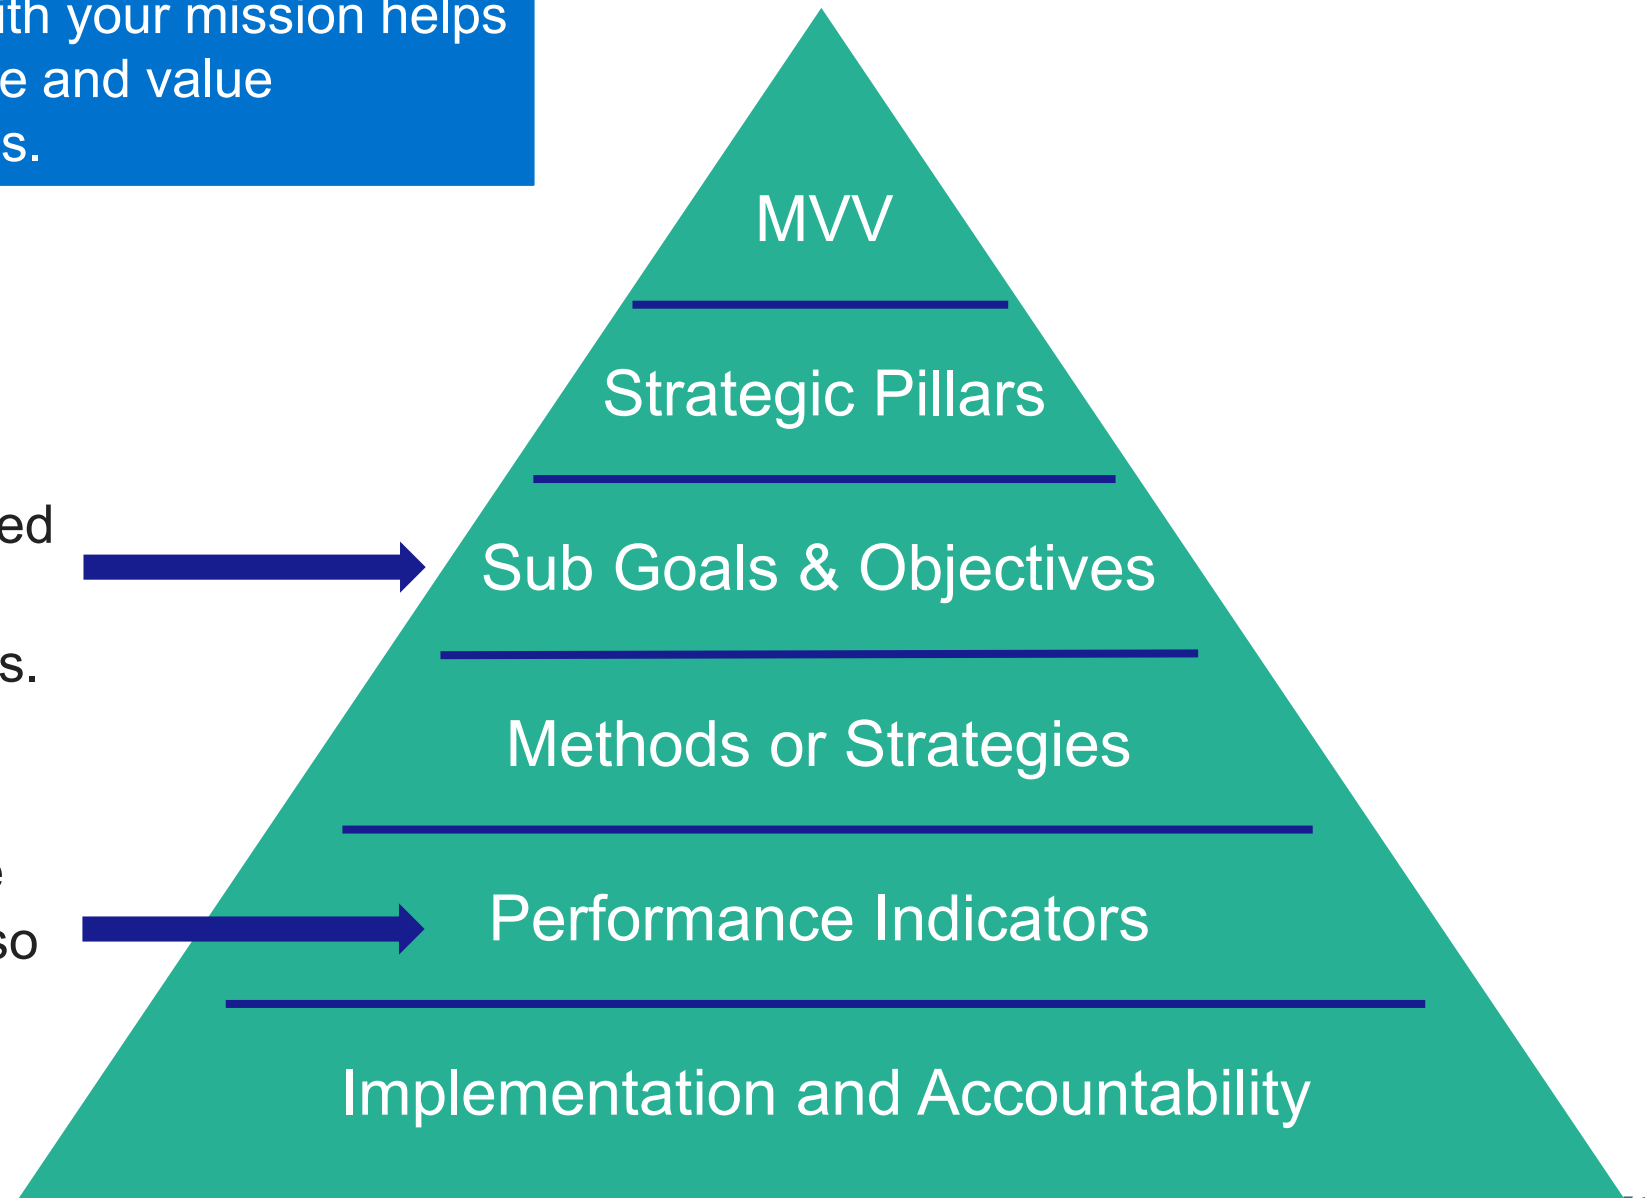 ith your mission helps
e and value
s.
MVV
Strategic Pillars
ed
Sub Goals & Objectives
s.
Methods or Strategies
e
Performance Indicators
so
Implementation and Accountability